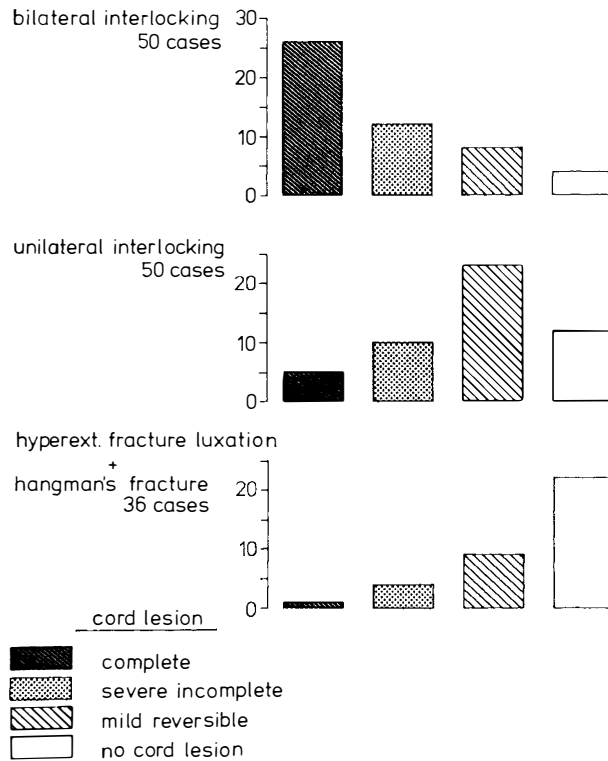 bilateral interlocking
50 cases
30
20
10
0
unilateral interlocking
50 cases
20
10
0
hyperext. fracture luxation
+
hangman's fracture
36 cases
20
10
0
cord lesion
complete
severe incomplete
mild reversible
no cord lesion